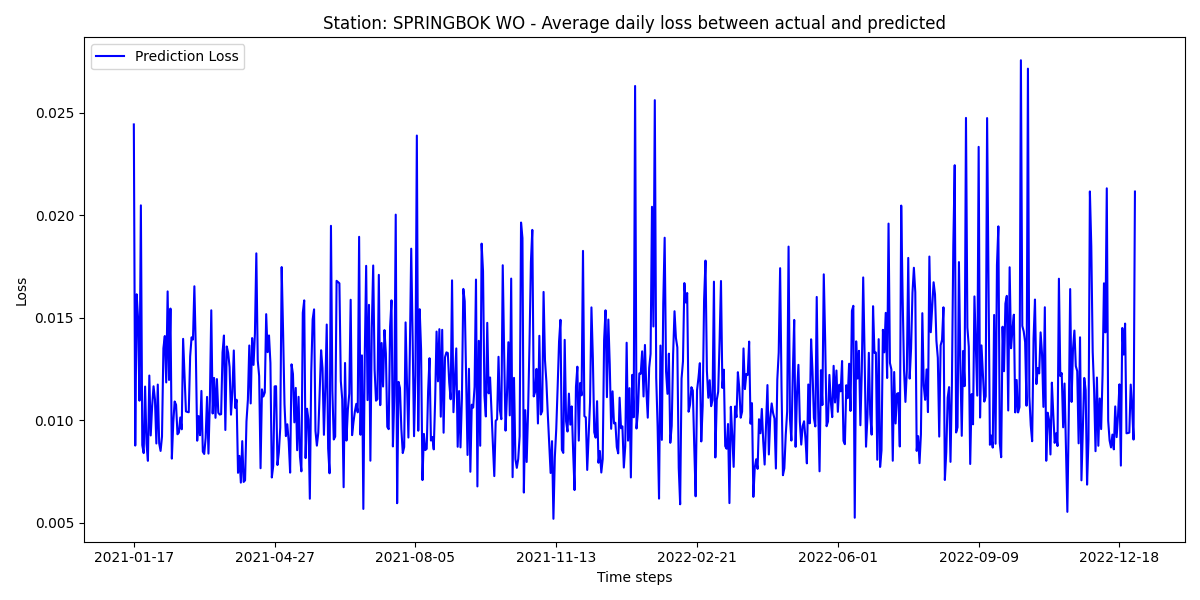 Station: SPRINGBOK WO - Average daily loss between actual and predicted
Prediction Loss
Loss
0.025
0.020
0.015
0.010
0.005
2021-01-17 2021-04-27 2021-08-05 2021-11-13 2022-02-21 2022-06-01 2022-09-09 2022-12-18
Time steps